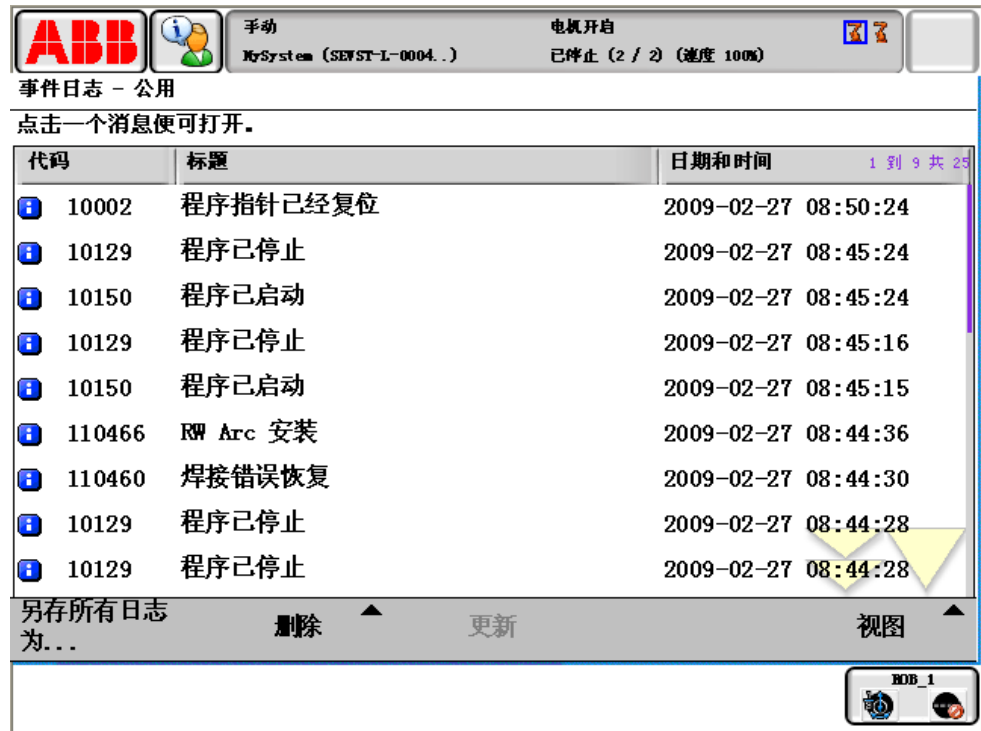 ABB
手动
电机开启
MySystem (SEVST-L-0004..)
已停止 (2 / 2) (速度 100%)
事件日志 - 公用
点击一个消息便可打开。
代码 标题 日期和时间 1 到 9 共 25
10002 程序指针已经复位 2009-02-27 08:50:24
10129 程序已停止 2009-02-27 08:45:24
10150 程序已启动 2009-02-27 08:45:24
10129 程序已停止 2009-02-27 08:45:16
10150 程序已启动 2009-02-27 08:45:15
110466 RW Arc 安装 2009-02-27 08:44:36
110460 焊接错误恢复 2009-02-27 08:44:30
10129 程序已停止 2009-02-27 08:44:28
10129 程序已停止 2009-02-27 08:44:28
另存所有日志
为...
删除
更新
视图
ROB_1